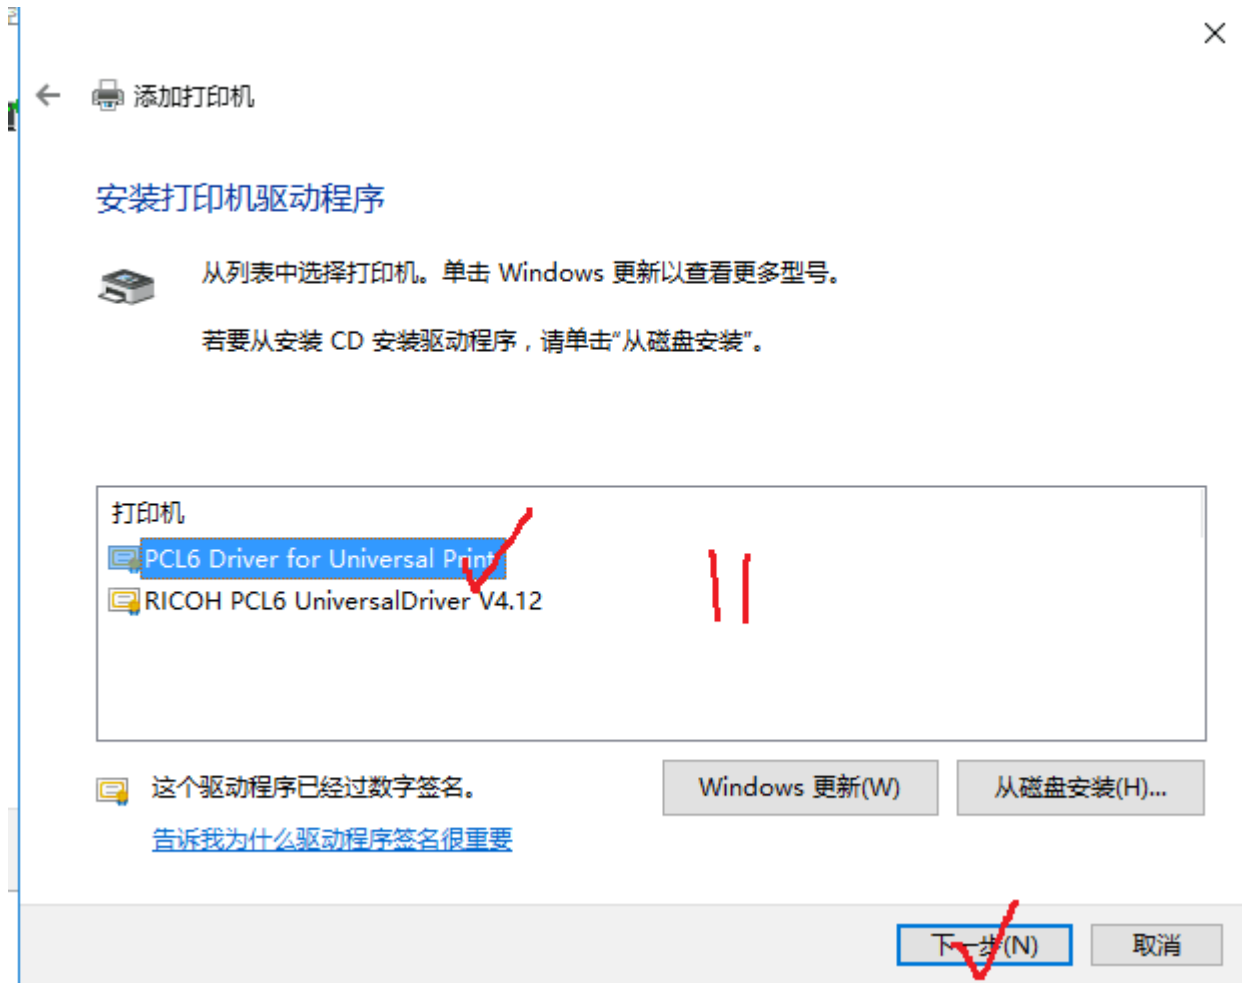 添加打印机
安装打印机驱动程序
从列表中选择打印机。单击 Windows 更新以查看更多型号。
若要从安装 CD 安装驱动程序，请单击“从磁盘安装”。
打印机
PCL6 Driver for Universal Print
RICOH PCL6 UniversalDriver V4.12
11
这个驱动程序已经过数字签名。
Windows 更新(W)
从磁盘安装(H)...
告诉我为什么驱动程序签名很重要
下一步(N)
取消